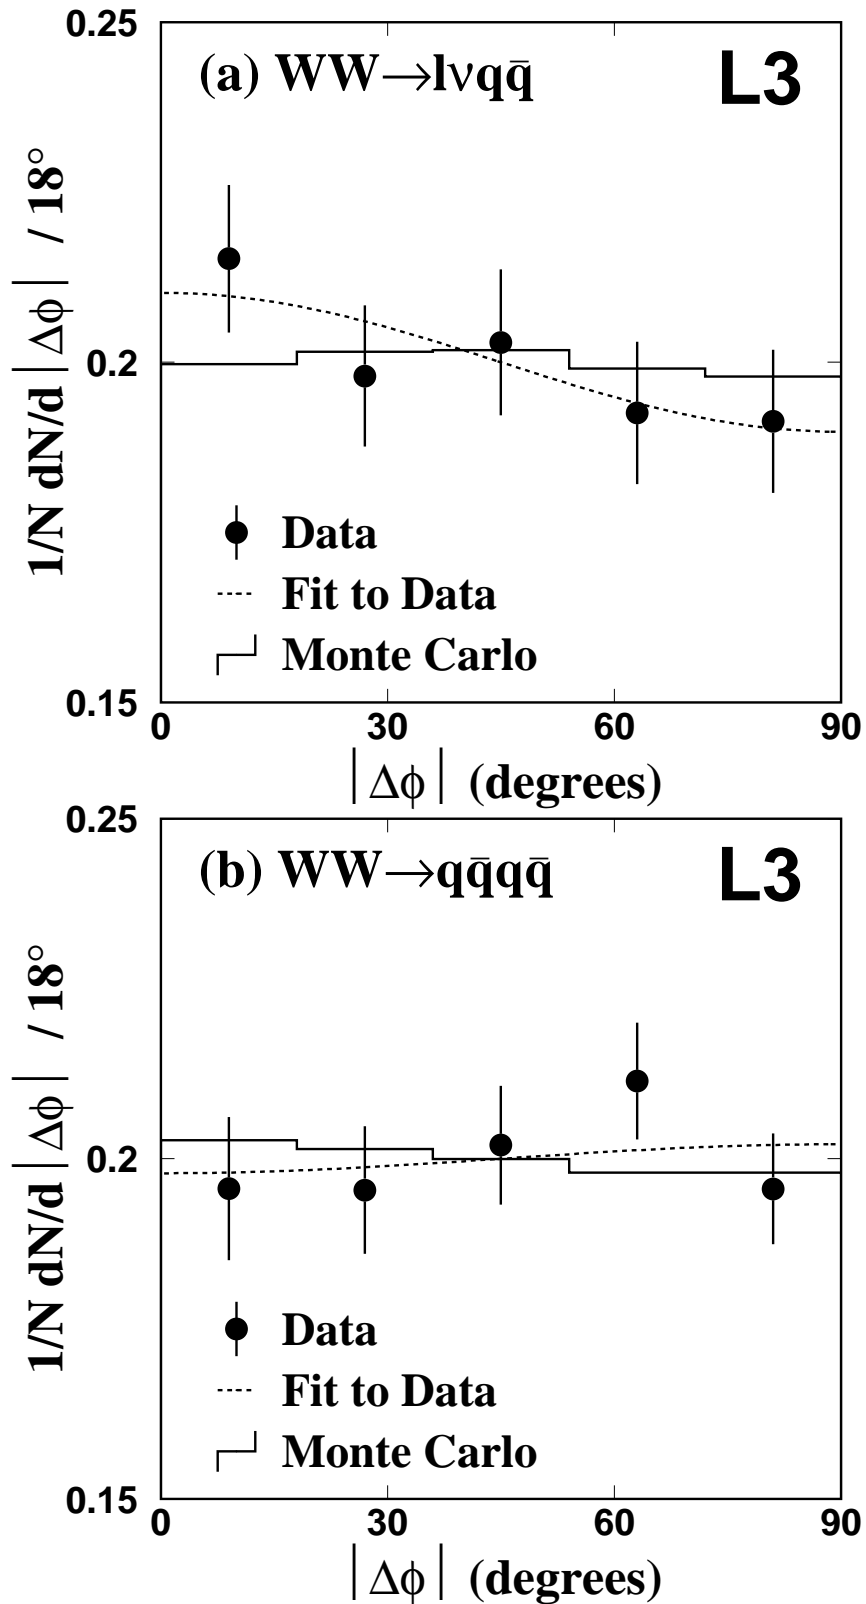 0.25
(a) WW→lνqq̄
L3
1/N dN/d|Δφ| / 18°
0.2
Data
Fit to Data
Monte Carlo
0.15
0 30 60 90
|Δφ| (degrees)
0.25
(b) WW→qq̄qq̄
L3
1/N dN/d|Δφ| / 18°
0.2
Data
Fit to Data
Monte Carlo
0.15
0 30 60 90
|Δφ| (degrees)